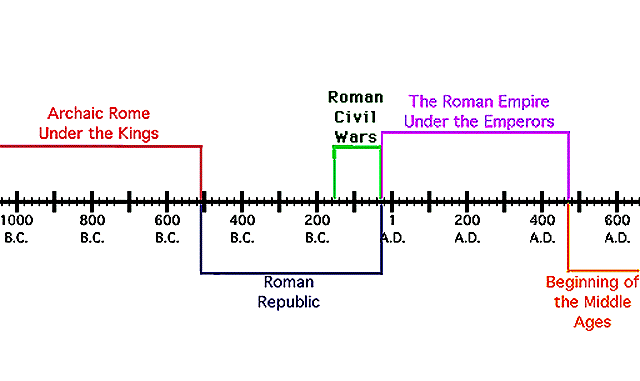 Archaic Rome
Under the Kings
Roman
Civil
Wars
The Roman Empire
Under the Emperors
1000 800 600 400 200 1 200 400 600
B.C. B.C. B.C. B.C. B.C. A.D. A.D. A.D. A.D.
Roman
Republic
Beginning of
the Middle
Ages